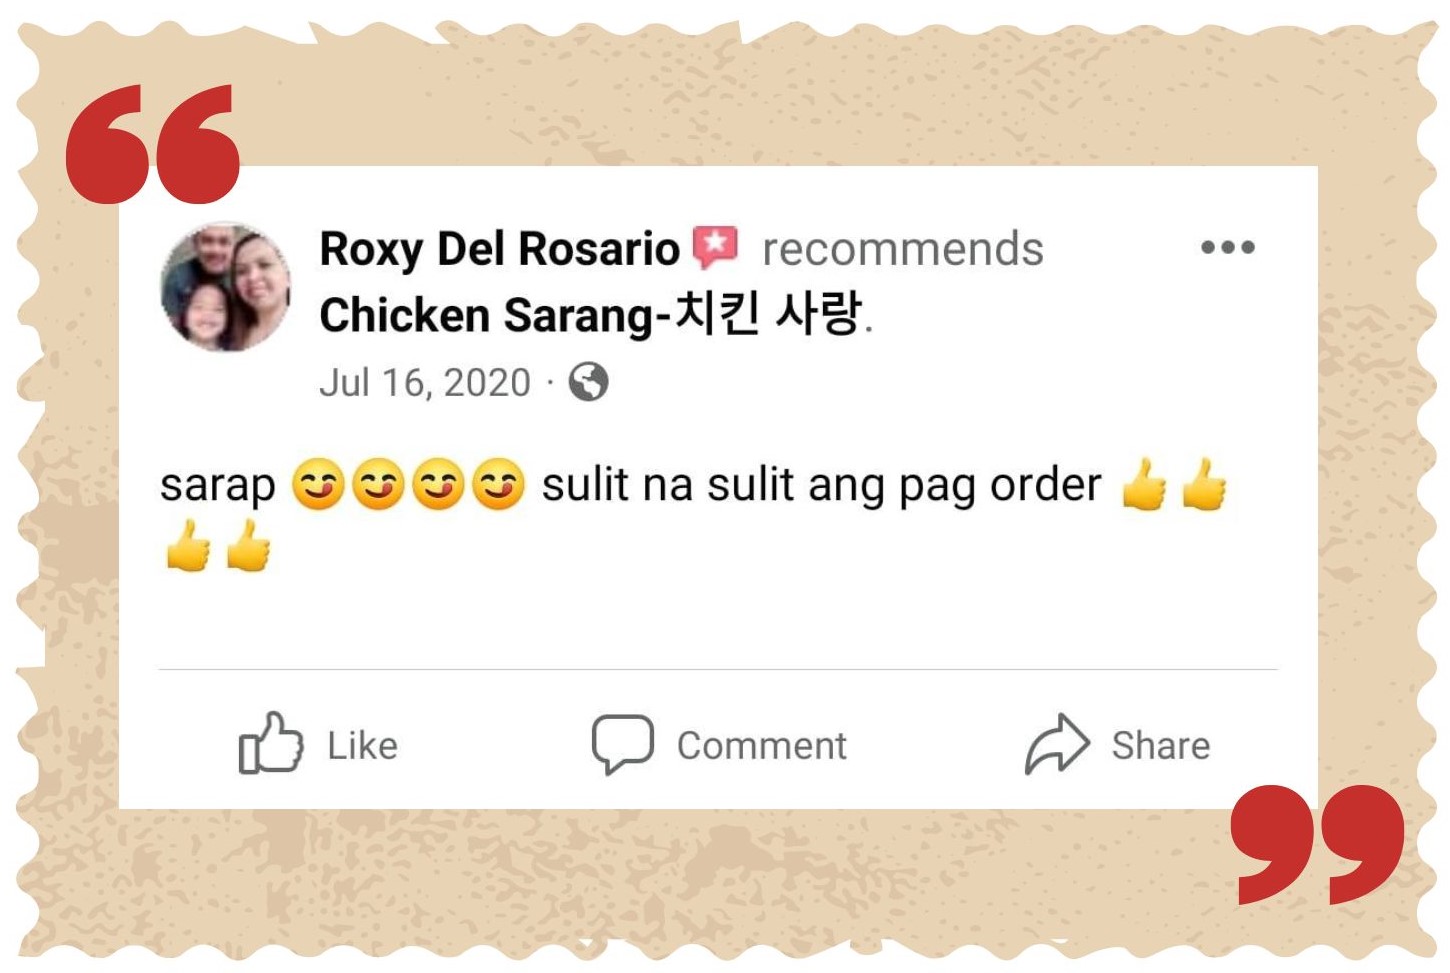 Roxy Del Rosario recommends
Chicken Sarang-치킨 사랑.
Jul 16, 2020 ·
sarap 😋😋😋😋 sulit na sulit ang pag order 👍👍
👍👍
Like Comment Share